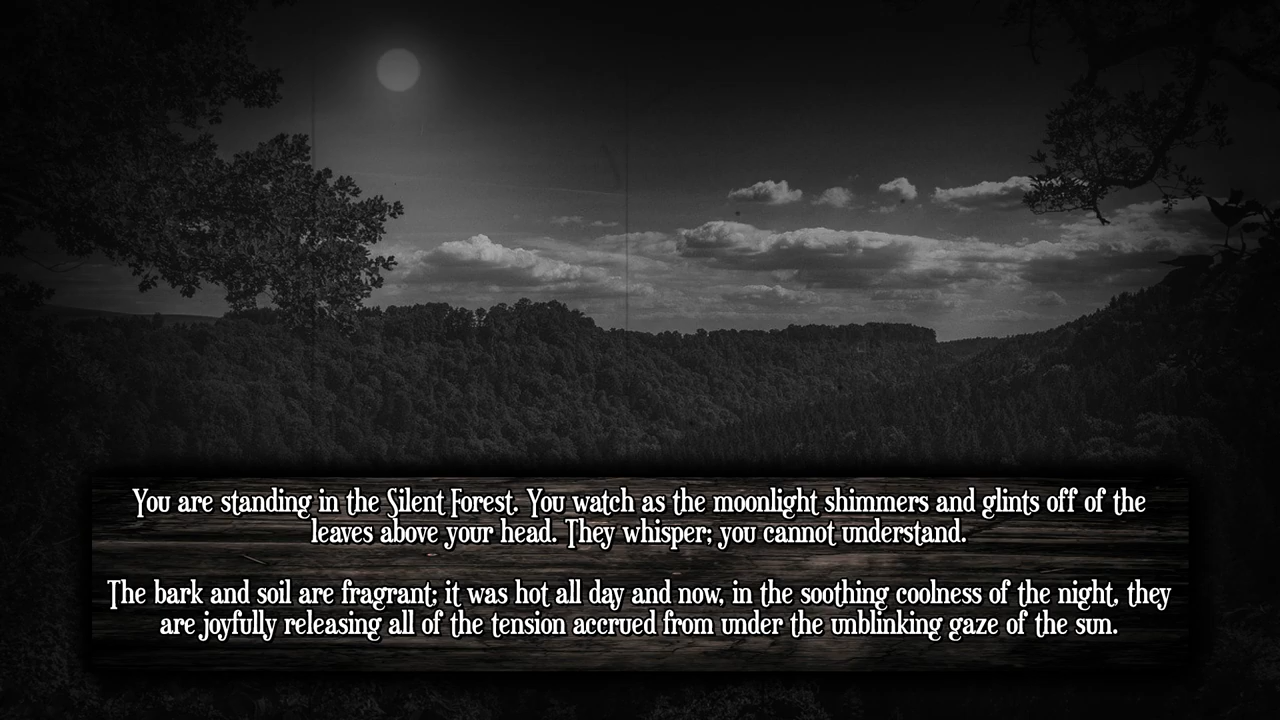 You are standing in the Silent Forest. You watch as the moonlight shimmers and glints off of the
leaves above your head. They whisper; you cannot understand.
The bark and soil are fragrant; it was hot all day and now, in the soothing coolness of the night, they
are joyfully releasing all of the tension accrued from under the unblinking gaze of the sun.